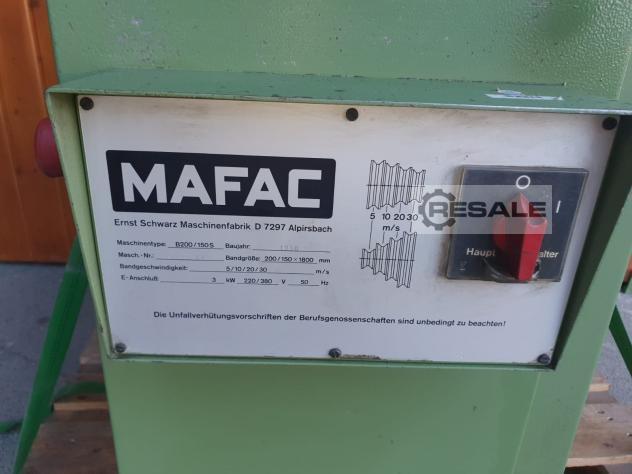 MAFAC
Ernst Schwarz Maschinenfabrik D 7297 Alpirsbach
Maschinentype: B200/150S Baujahr:
Masch.-Nr.: Bandgröße: 200/150×1800 mm
Bandgeschwindigkeit: 5/10/20/30 m/s
E-Anschluß: 3 kW 220/380 V 50 Hz
5 10 20 30
m/s
O
I
RESALE
Haupt alter
Die Unfallverhütungsvorschriften der Berufsgenossenschaften sind unbedingt zu beachten!